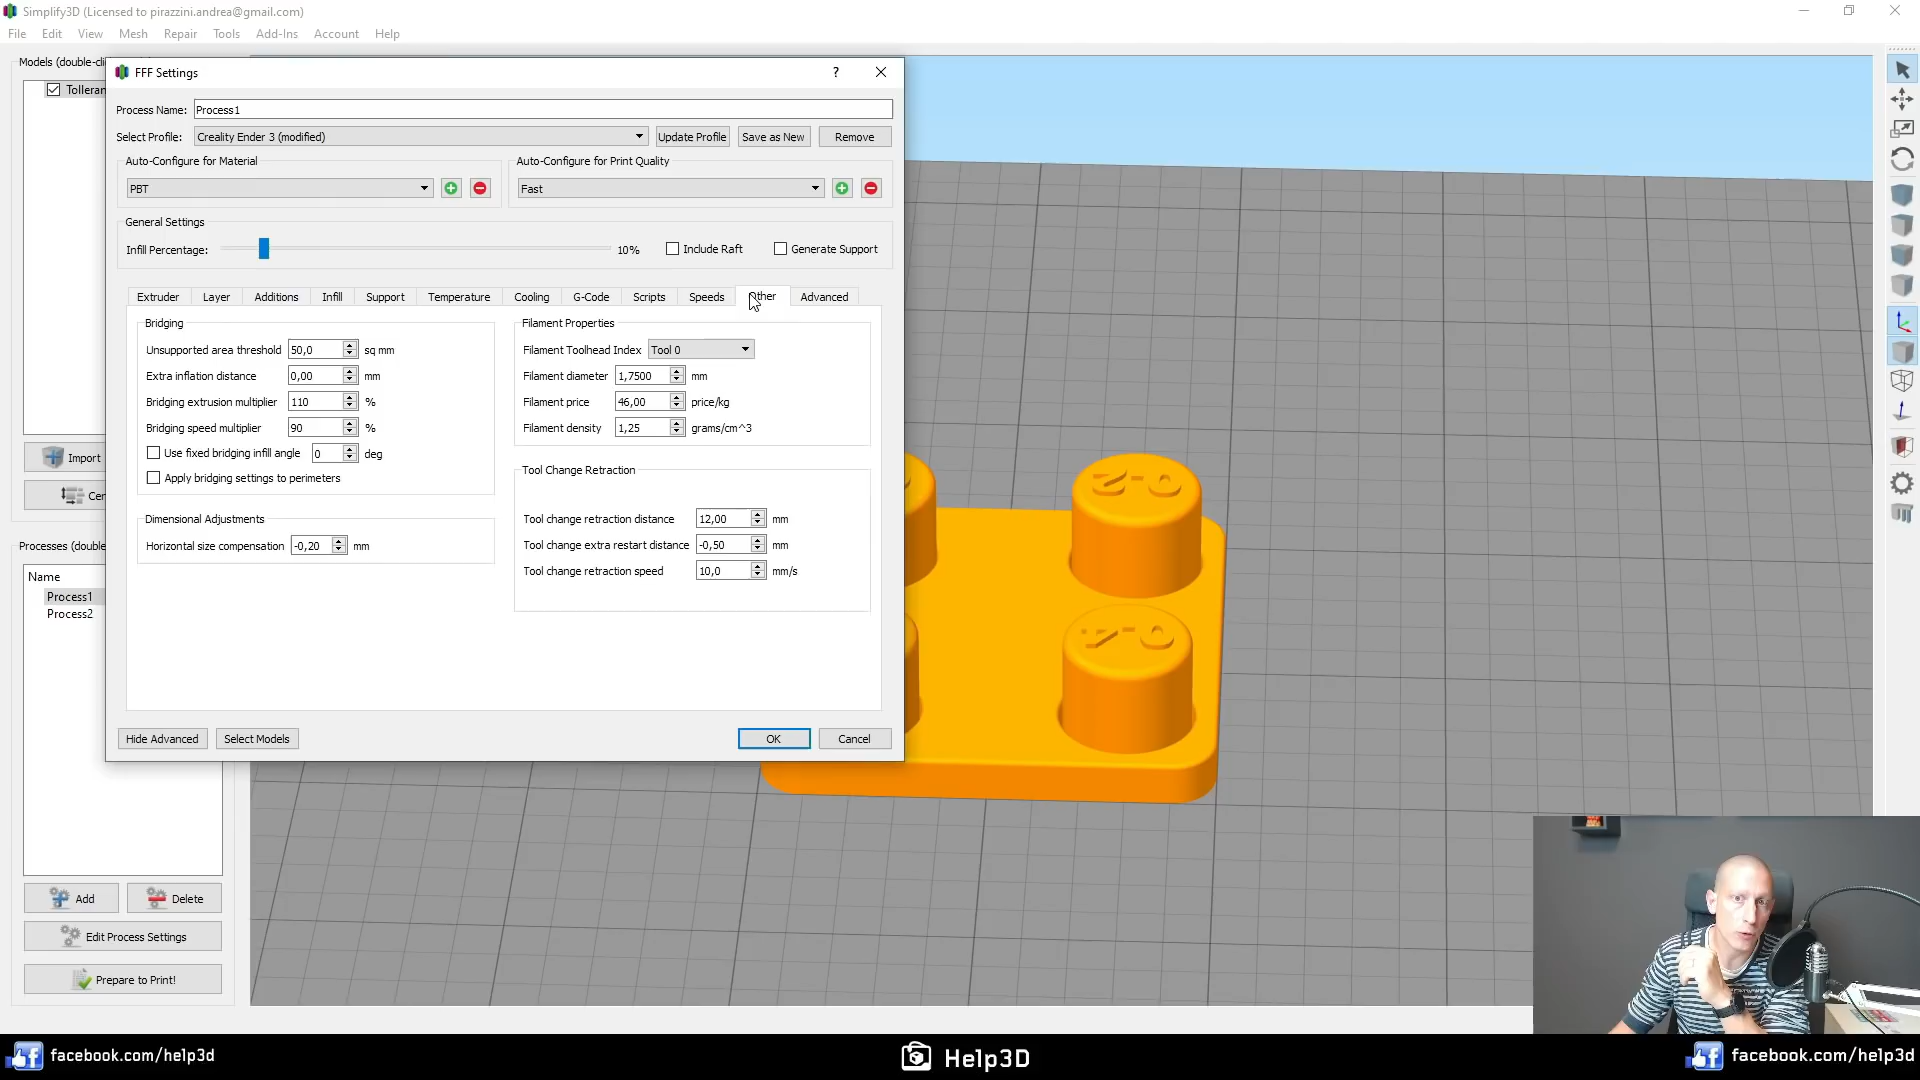 Simplify3D (Licensed to pirazzini.andrea@gmail.com)
File Edit View Mesh Repair Tools Add-Ins Account Help
Models (double-cli
Tolleran
Import
Cen
Processes (double
Name
Process1
Process2
Add
Delete
Edit Process Settings
Prepare to Print!
FFF Settings
?
Process Name: Process1
Select Profile: Creality Ender 3 (modified) Update Profile Save as New Remove
Auto-Configure for Material
PBT
Auto-Configure for Print Quality
Fast
General Settings
Infill Percentage: 10% Include Raft Generate Support
Extruder Layer Additions Infill Support Temperature Cooling G-Code Scripts Speeds Other Advanced
Bridging
Unsupported area threshold 50,0 sq mm
Extra inflation distance 0,00 mm
Bridging extrusion multiplier 110 %
Bridging speed multiplier 90 %
Use fixed bridging infill angle 0 deg
Apply bridging settings to perimeters
Dimensional Adjustments
Horizontal size compensation -0,20 mm
Filament Properties
Filament Toolhead Index Tool 0
Filament diameter 1,7500 mm
Filament price 46,00 price/kg
Filament density 1,25 grams/cm^3
Tool Change Retraction
Tool change retraction distance 12,00 mm
Tool change extra restart distance -0,50 mm
Tool change retraction speed 10,0 mm/s
Hide Advanced Select Models OK Cancel
0-2
0-4
facebook.com/help3d
Help3D
facebook.com/help3d